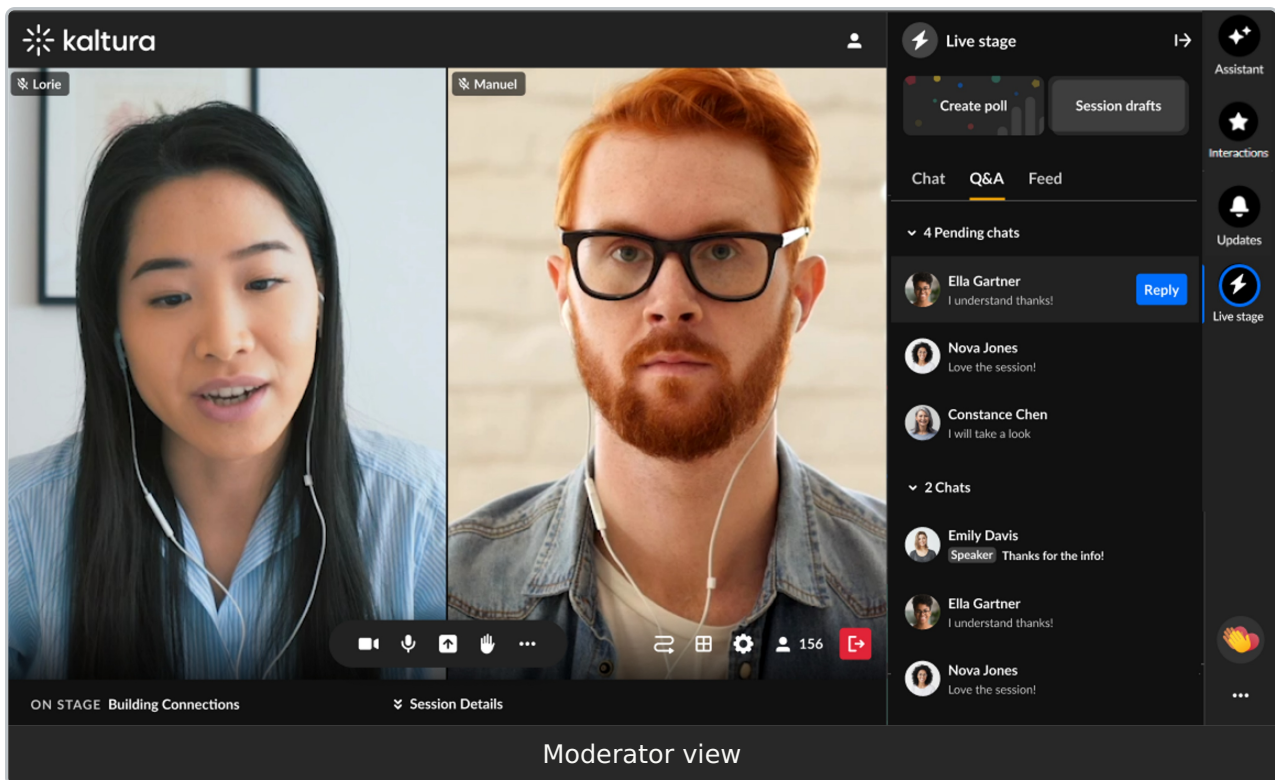 kaltura
Lorie
Manuel
ON STAGE Building Connections
Session Details
156
Live stage
Create poll
Session drafts
Chat Q&A Feed
4 Pending chats
Ella Gartner
I understand thanks!
Reply
Nova Jones
Love the session!
Constance Chen
I will take a look
2 Chats
Emily Davis
Speaker Thanks for the info!
Ella Gartner
I understand thanks!
Nova Jones
Love the session!
Assistant
Interactions
Updates
Live stage
Moderator view